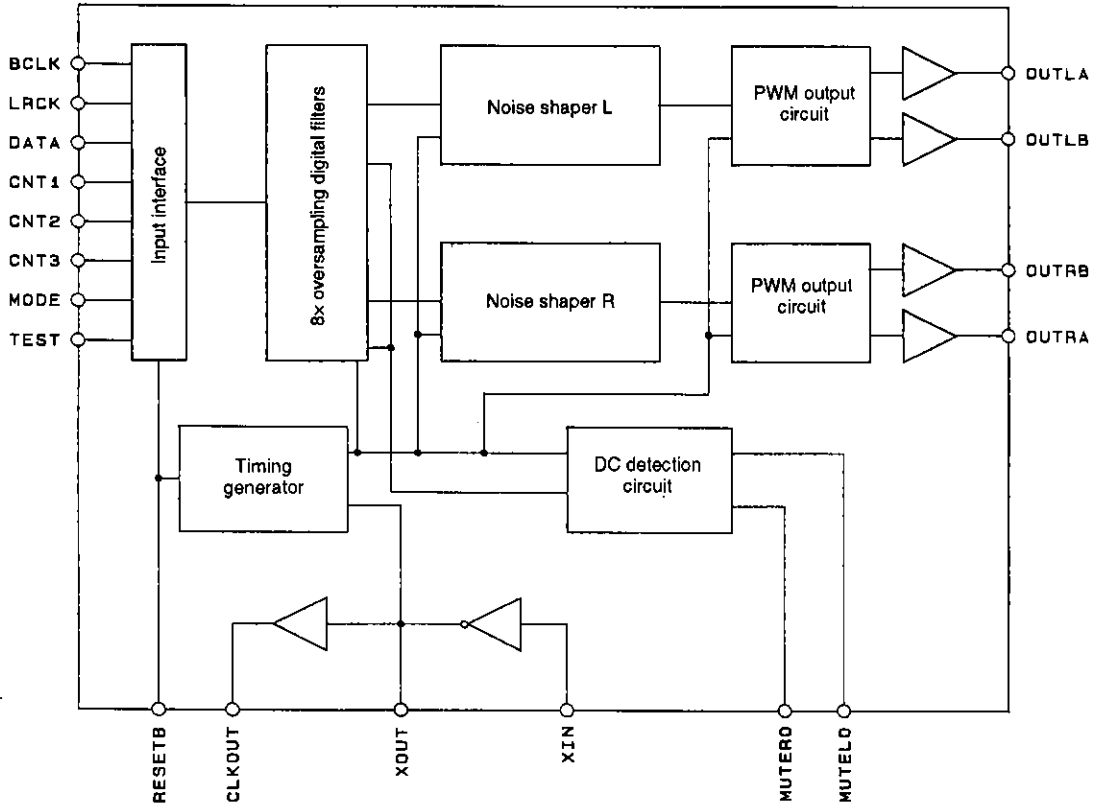 BCLK
LRCK
DATA
CNT1
CNT2
CNT3
MODE
TEST
Input interface
8x oversampling digital filters
Noise shaper L
PWM output
circuit
OUTLA
OUTLB
Noise shaper R
PWM output
circuit
OUTRB
OUTRA
Timing
generator
DC detection
circuit
RESETB
CLKOUT
XOUT
XIN
MUTERO
MUTELO